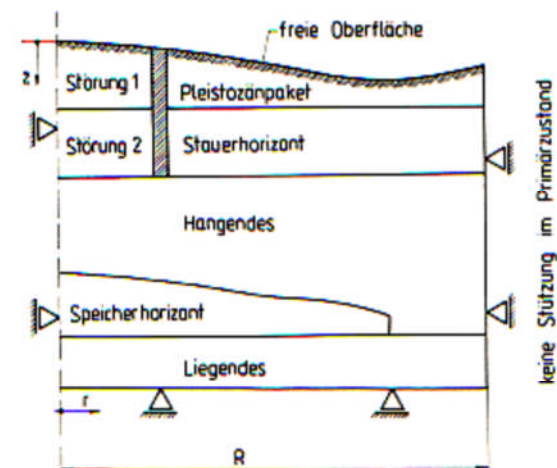 freie Oberfläche
z
Störung 1
Pleistozänpaket
Störung 2
Stauerhorizont
Hangendes
Speicherhorizont
Liegendes
r
R
keine Stützung im Primärzustand